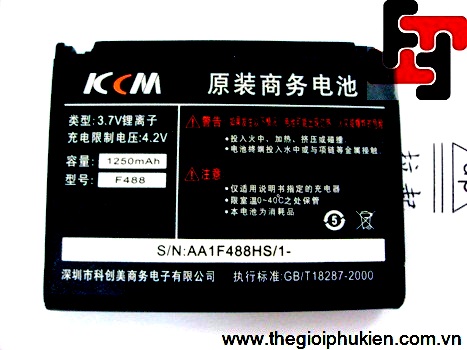 KCM 原装商务电池
类型:3.7V锂离子
充电限制电压:4.2V
容量: 1250mAh
型号: F488
警告
•投入火中、加热、挤压或碰撞
•电池终端投入水中或与项链等金属接触.
注意
•仅适用说明书指定的充电器
•限室温0~40℃之处保管
•本电池为消耗品
5
S/N:AA1F488HS/1-
深圳市科创美商务电子有限公司 执行标准:GB/T18287-2000
www.thegioiphukien.com.vn